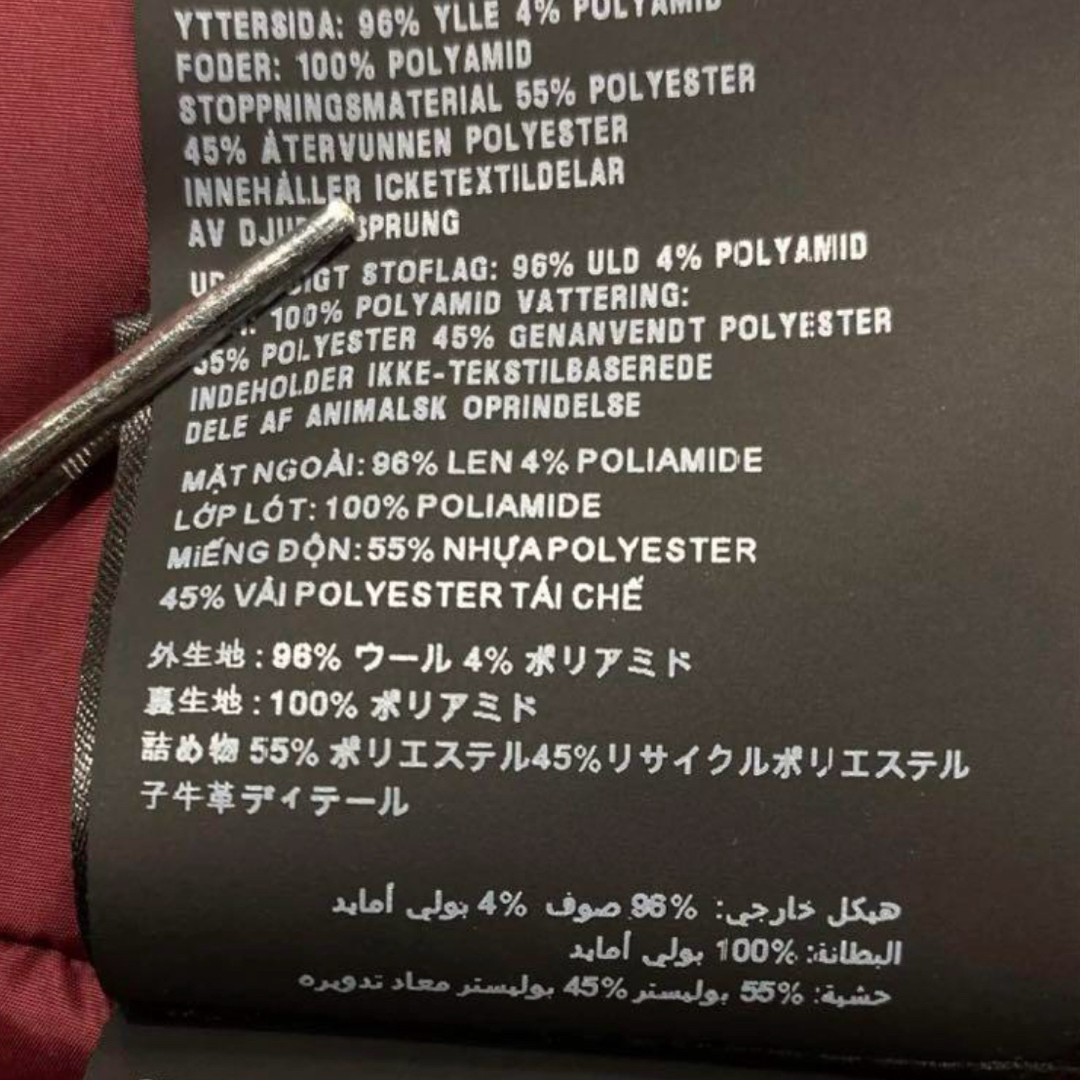 YTTERSIDA: 96% YLLE 4% POLYAMID
FODER: 100% POLYAMID
STOPPNINGSMATERIAL 55% POLYESTER
45% ÅTERVUNNEN POLYESTER
INNEHÅLLER ICKETEXTILDELAR
AV
STOFLAG: 96% ULD 4% POLYAMID
100% POLYAMID VATTERING:
55% POLYESTER 45% GENANVENDT POLYESTER
INDEHOLDER IKKE-TEKSTILBASEREDE
DELE AF ANIMALSK OPRINDELSE
MẶT NGOÀI: 96% LEN 4% POLIAMIDE
LỚP LÓT: 100% POLIAMIDE
MIẾNG ĐỘN: 55% NHỰA POLYESTER
45% VẢI POLYESTER TÁI CHẾ
外生地 : 96% ウール 4% ポリアミド
裏生地 : 100% ポリアミド
詰め物 55% ポリエステル45%リサイクルポリエステル
子牛革ディテール
هيكل خارجي: 96% صوف 4% بولي أمايد
البطانة: 100% بولي أمايد
حشية: 55% بوليستر 45% بوليستر معاد تدويره